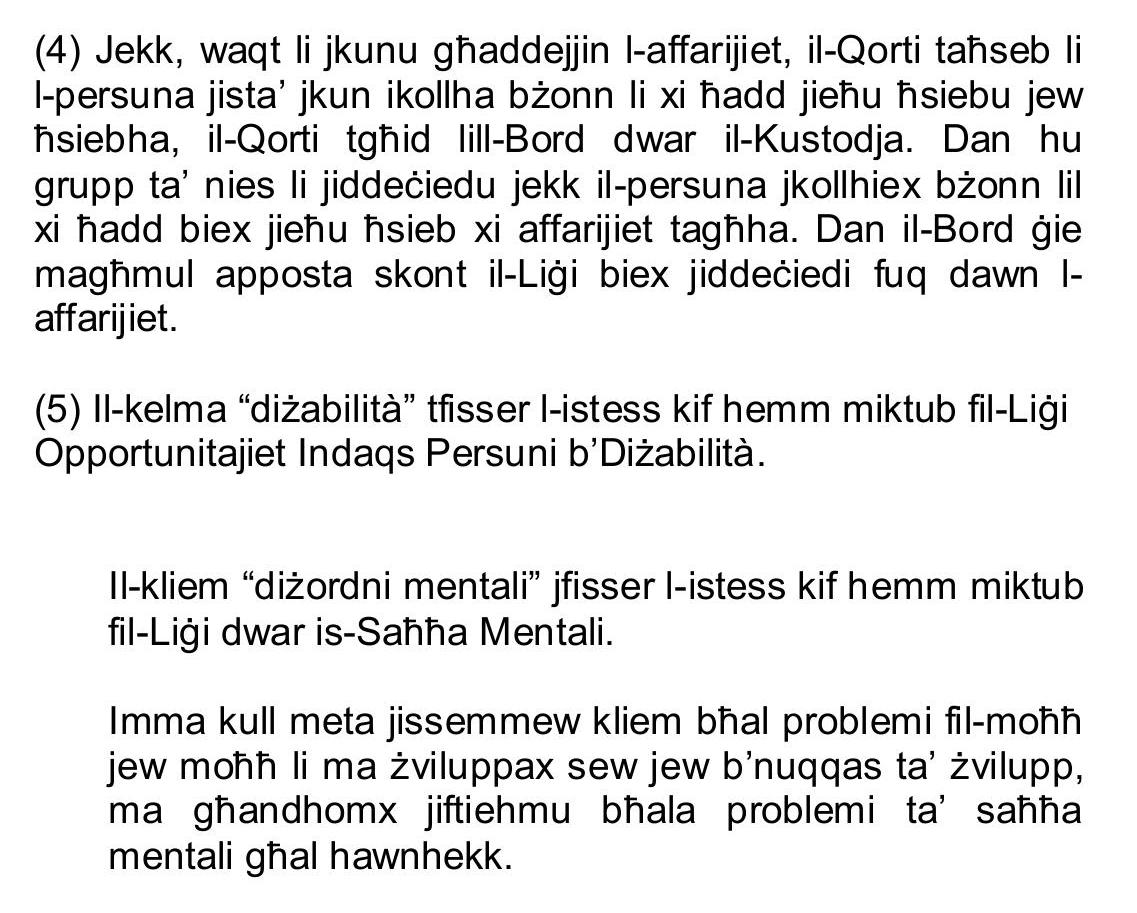 (4) Jekk, waqt li jkunu għaddejjin l-affarijiet, il-Qorti taħseb li
l-persuna jista’ jkun ikollha bżonn li xi ħadd jieħu ħsiebu jew
ħsiebha, il-Qorti tgħid lill-Bord dwar il-Kustodja. Dan hu
grupp ta’ nies li jiddeċiedu jekk il-persuna jkollhiex bżonn lil
xi ħadd biex jieħu ħsieb xi affarijiet tagħha. Dan il-Bord ġie
magħmul apposta skont il-Liġi biex jiddeċiedi fuq dawn l-
affarijiet.
(5) Il-kelma “diżabilità” tfisser l-istess kif hemm miktub fil-Liġi
Opportunitajiet Indaqs Persuni b’Diżabilità.
Il-kliem “diżordni mentali” jfisser l-istess kif hemm miktub
fil-Liġi dwar is-Saħħa Mentali.
Imma kull meta jissemmew kliem bħal problemi fil-moħħ
jew moħħ li ma żviluppax sew jew b’nuqqas ta’ żvilupp,
ma għandhomx jiftiehmu bħala problemi ta’ saħħa
mentali għal hawnhekk.